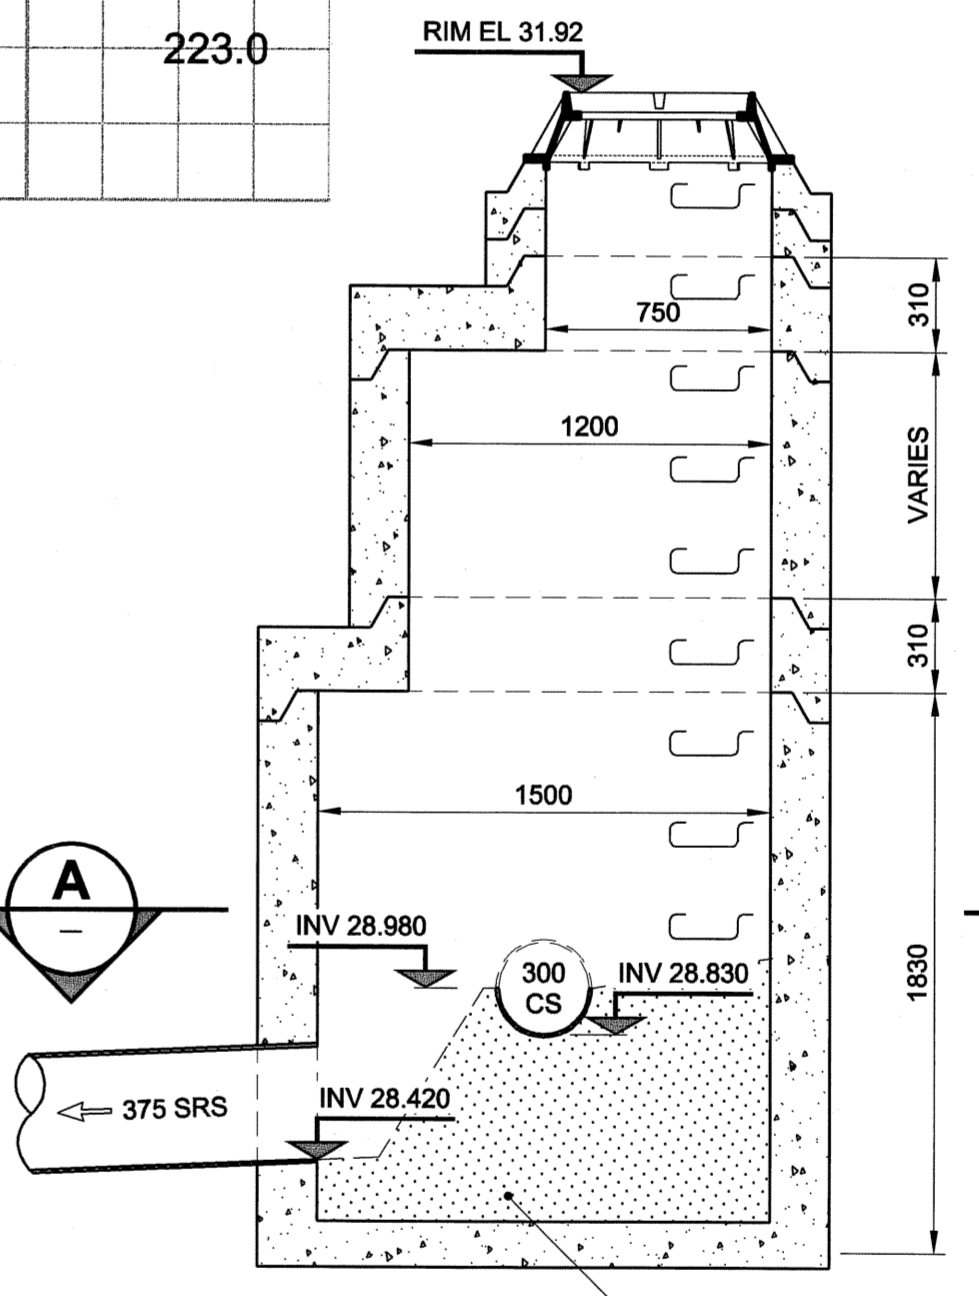 223.0
RIM EL 31.92
310
750
1200
VARIES
310
1500
A
–
INV 28.980
300
CS
INV 28.830
1830
INV 28.420
375 SRS